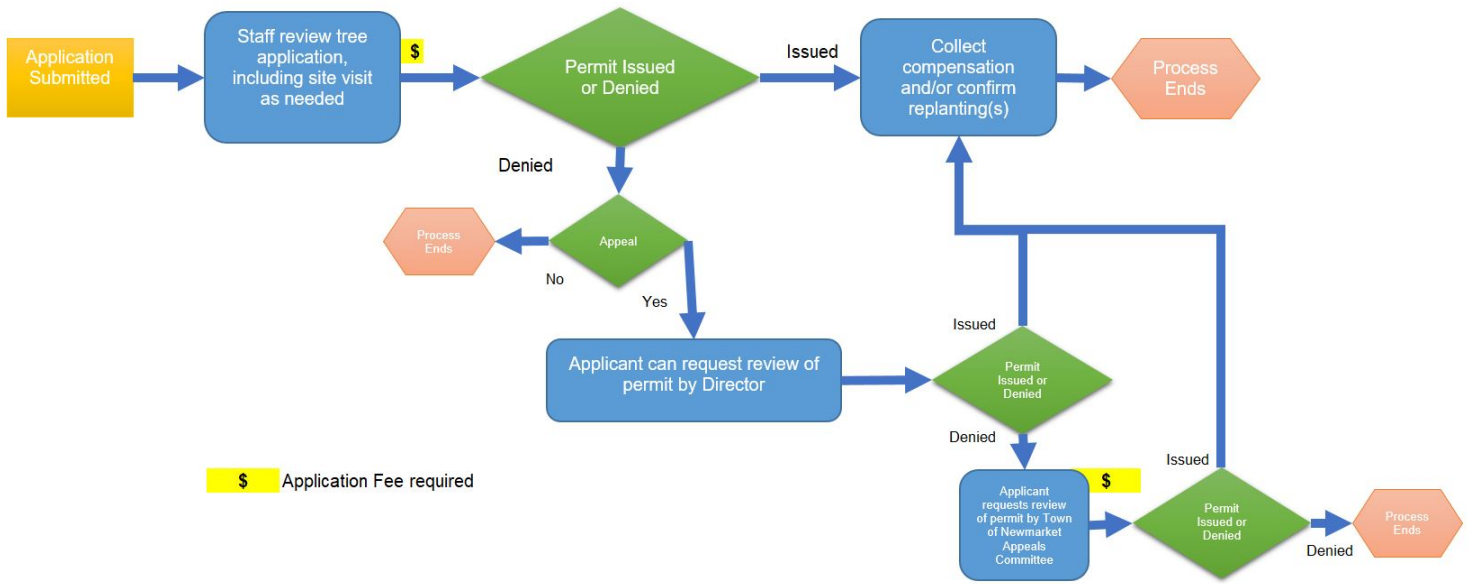 Application
Submitted
Staff review tree
application,
including site visit
as needed
$
Permit Issued
or Denied
Issued
Collect
compensation
and/or confirm
replanting(s)
Process
Ends
Denied
Process
Ends
Appeal
No
Yes
Applicant can request review of
permit by Director
Issued
Permit
Issued or
Denied
Denied
$ Application Fee required
Applicant
requests review
of permit by Town
of Newmarket
Appeals
Committee
$
Issued
Permit
Issued or
Denied
Denied
Process
Ends